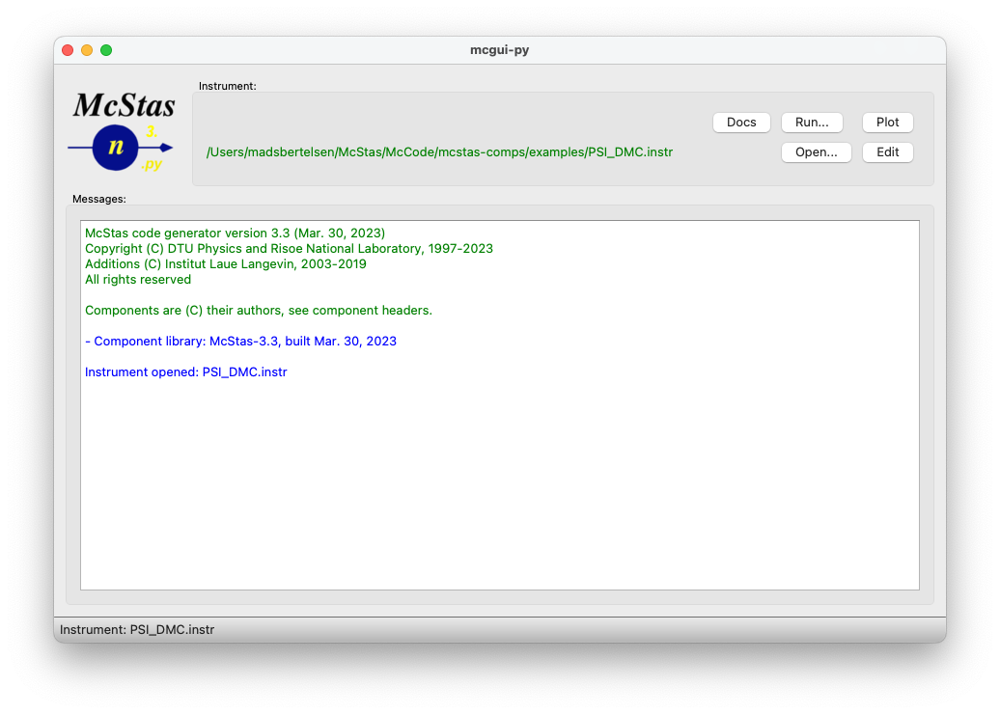 mcgui-py
Instrument:
McStas
3.
n
.py
Docs
Run...
Plot
/Users/madsbertelsen/McStas/McCode/mcstas-comps/examples/PSI_DMC.instr
Open...
Edit
Messages:
McStas code generator version 3.3 (Mar. 30, 2023)
Copyright (C) DTU Physics and Risoe National Laboratory, 1997-2023
Additions (C) Institut Laue Langevin, 2003-2019
All rights reserved
Components are (C) their authors, see component headers.
- Component library: McStas-3.3, built Mar. 30, 2023
Instrument opened: PSI_DMC.instr
Instrument: PSI_DMC.instr